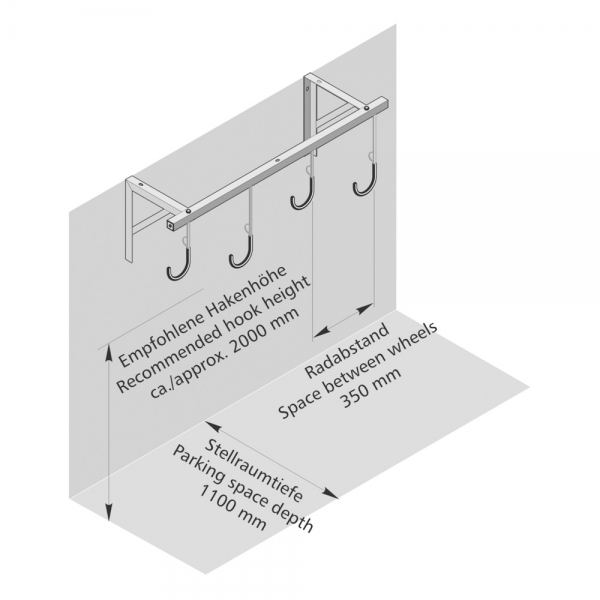 Empfohlene Hakenhöhe
Recommended hook height
ca./approx. 2000 mm
Radabstand
Space between wheels
350 mm
Stellraumtiefe
Parking space depth
1100 mm